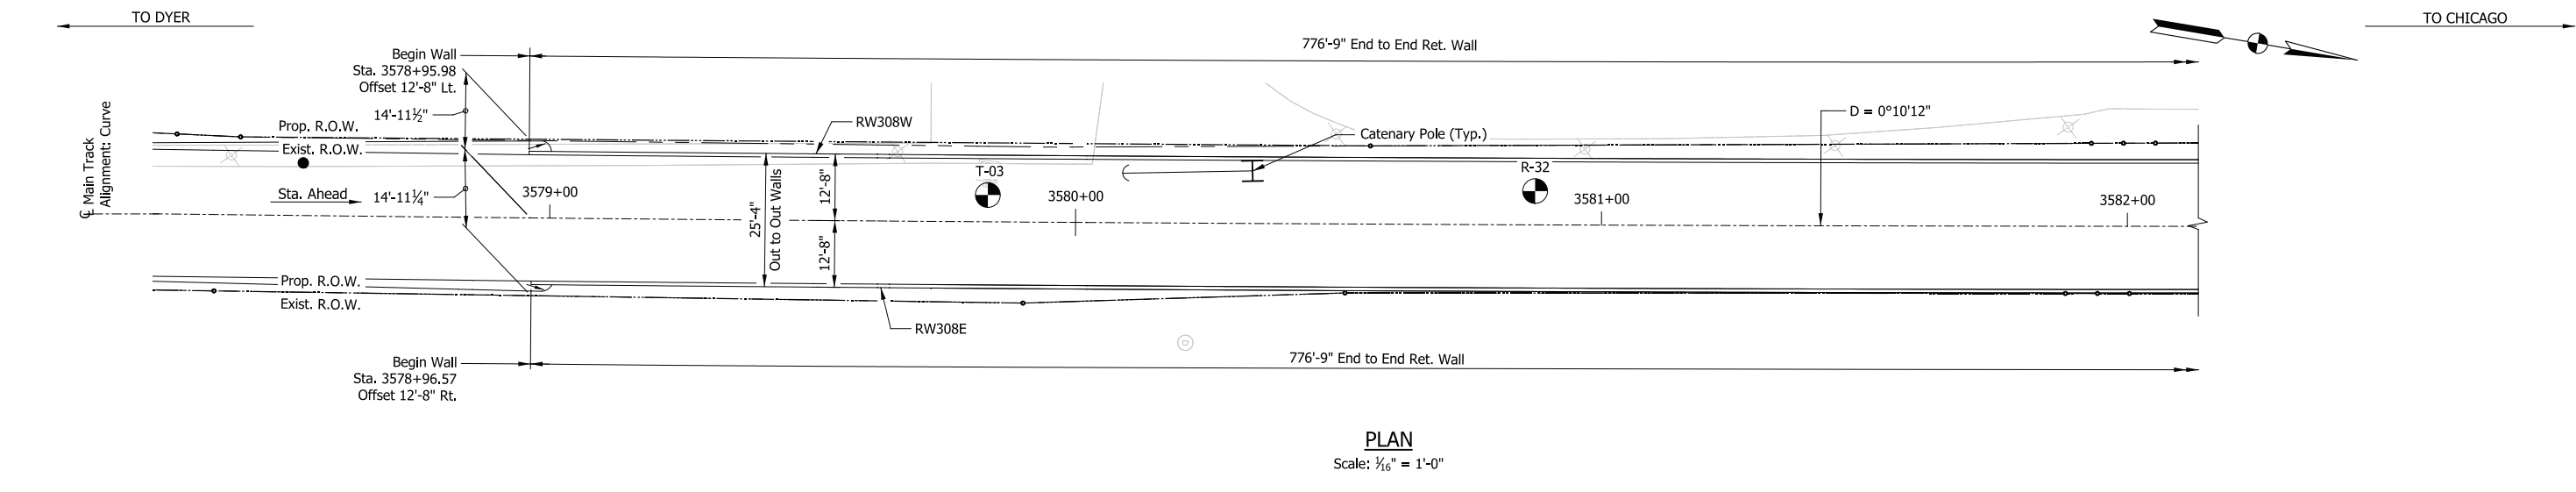 TO DYER
TO CHICAGO
776'-9" End to End Ret. Wall
Begin Wall
Sta. 3578+95.98
Offset 12'-8" Lt.
14'-11½"
D = 0°10'12"
RW308W
Catenary Pole (Typ.)
Prop. R.O.W.
Exist. R.O.W.
℄ Main Track
Alignment: Curve
Sta. Ahead
14'-11¼"
3579+00
25'-4"
Out to Out Walls
12'-8"
12'-8"
T-03
3580+00
R-32
3581+00
3582+00
Prop. R.O.W.
Exist. R.O.W.
RW308E
776'-9" End to End Ret. Wall
Begin Wall
Sta. 3578+96.57
Offset 12'-8" Rt.
PLAN
Scale: 1/16" = 1'-0"